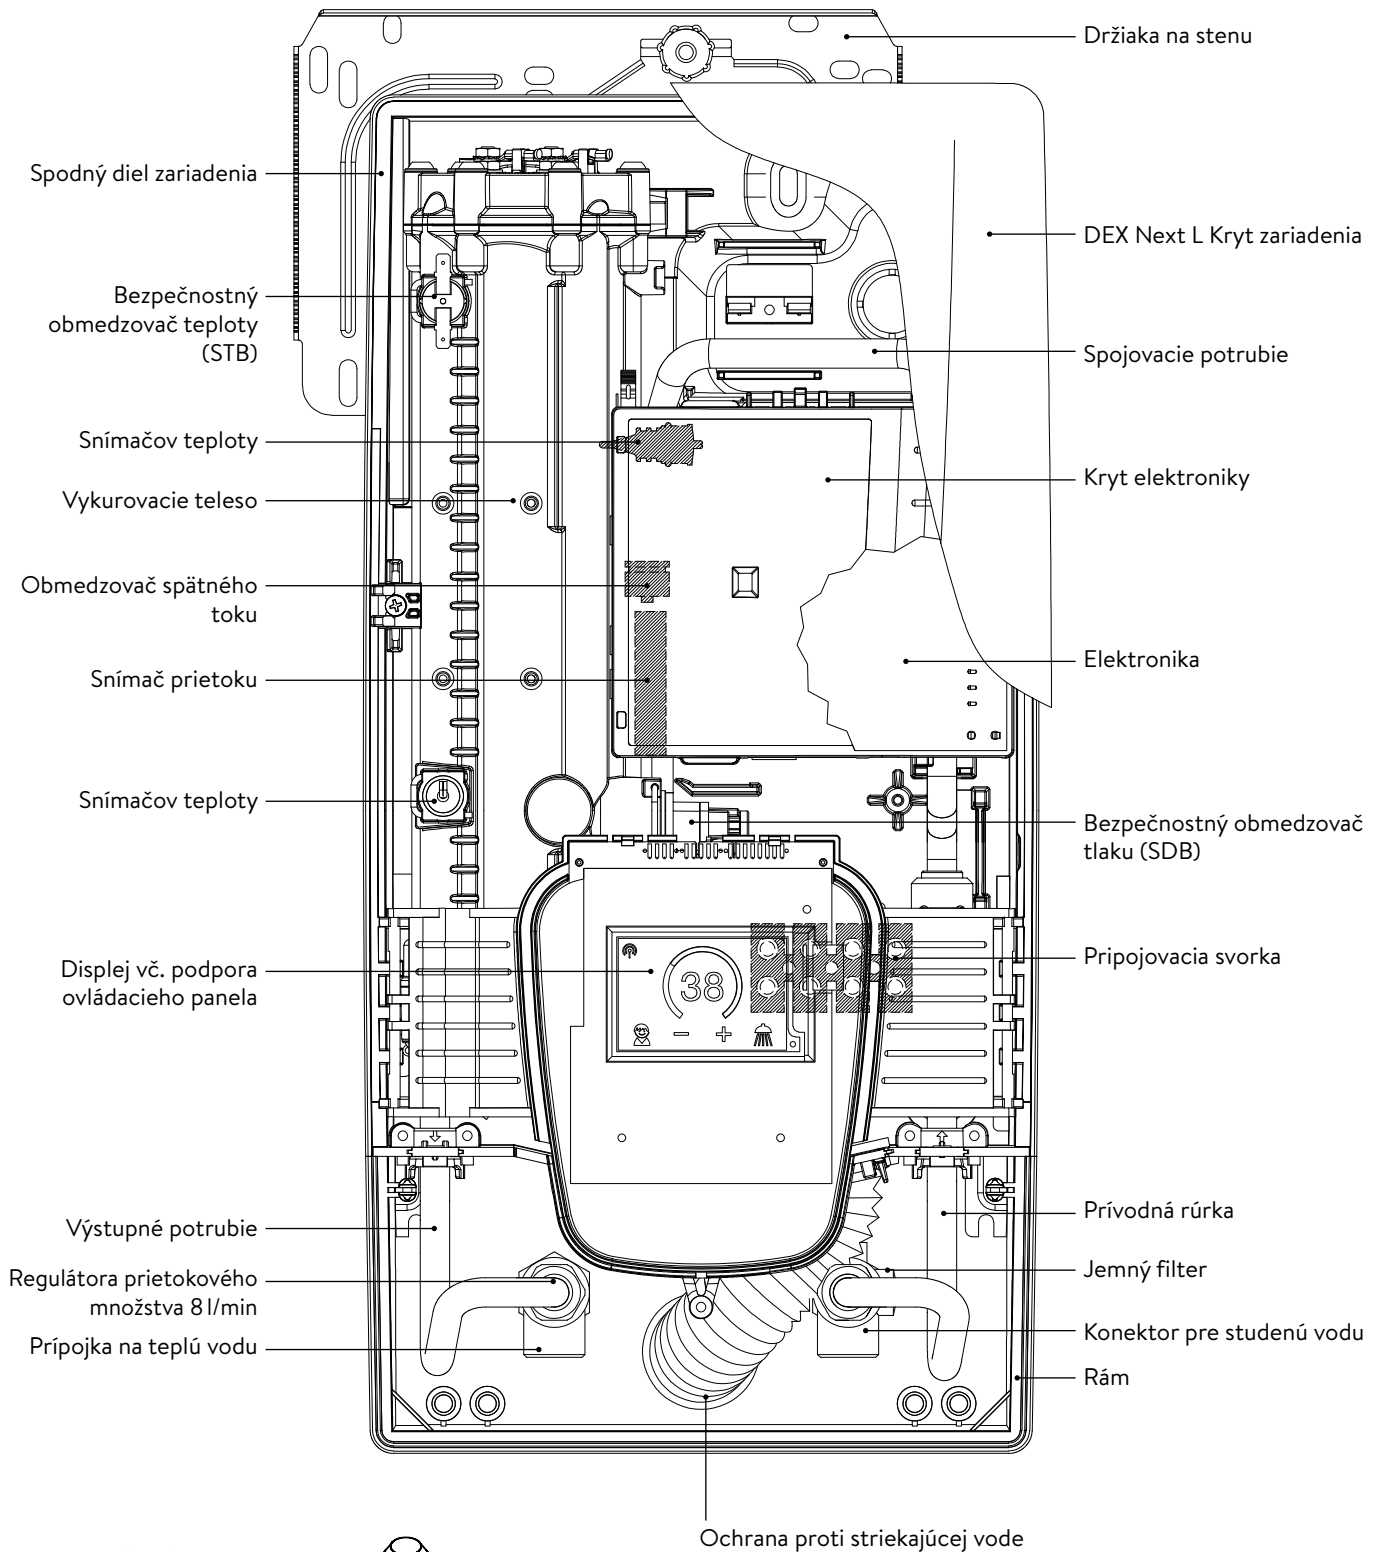 Držiaka na stenu
Spodný diel zariadenia
DEX Next L Kryt zariadenia
Bezpečnostný
obmedzovač teploty
(STB)
Spojovacie potrubie
Snímačov teploty
Kryt elektroniky
Vykurovacie teleso
Obmedzovač spätného
toku
Elektronika
Snímač prietoku
Snímačov teploty
Bezpečnostný obmedzovač
tlaku (SDB)
Pripojovacia svorka
Displej vč. podpora
ovládacieho panela
38
Prívodná rúrka
Výstupné potrubie
Jemný filter
Regulátora prietokového
množstva 8 l/min
Konektor pre studenú vodu
Prípojka na teplú vodu
Rám
Ochrana proti striekajúcej vode